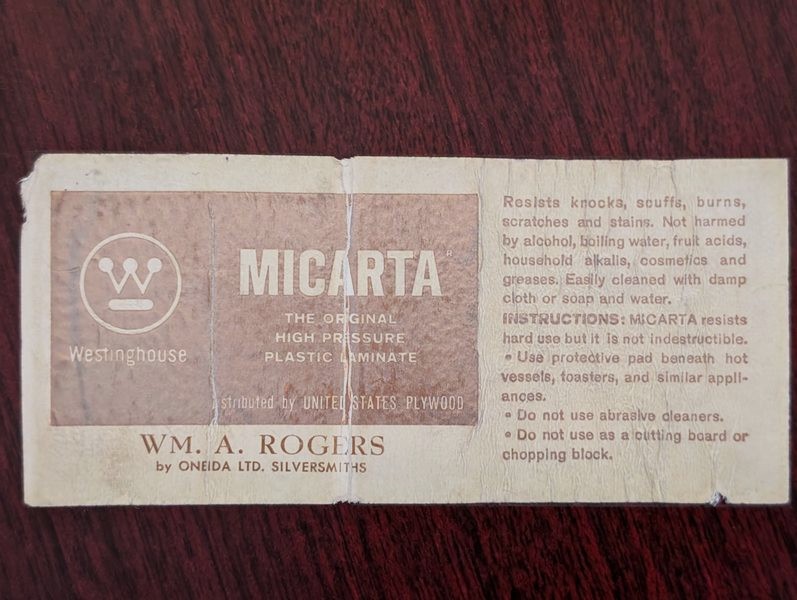 Westinghouse
MICARTA®
THE ORIGINAL
HIGH PRESSURE
PLASTIC LAMINATE
by UNITED STATES PLYWOOD
WM. A. ROGERS
by ONEIDA LTD. SILVERSMITHS
Resists knocks, scuffs, burns,
scratches and stains. Not harmed
by alcohol, boiling water, fruit acids,
household alkalis, cosmetics and
greases. Easily cleaned with damp
cloth or soap and water.
INSTRUCTIONS: MICARTA resists
hard use but it is not indestructible.
• Use protective pad beneath hot
vessels, toasters, and similar appli-
ances.
• Do not use abrasive cleaners.
• Do not use as a cutting board or
chopping block.